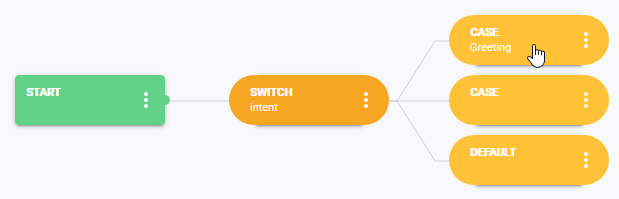 START
SWITCH
intent
CASE
Greeting
CASE
DEFAULT